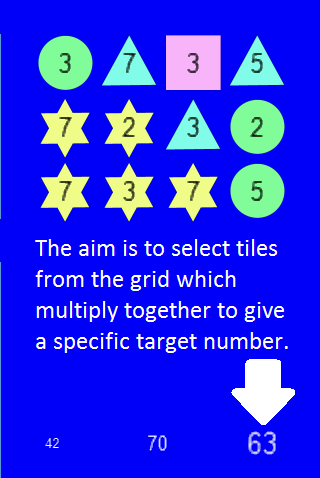 3 7 3 5
7 2 3 2
7 3 7 5
The aim is to select tiles
from the grid which
multiply together to give
a specific target number.
42 70 63